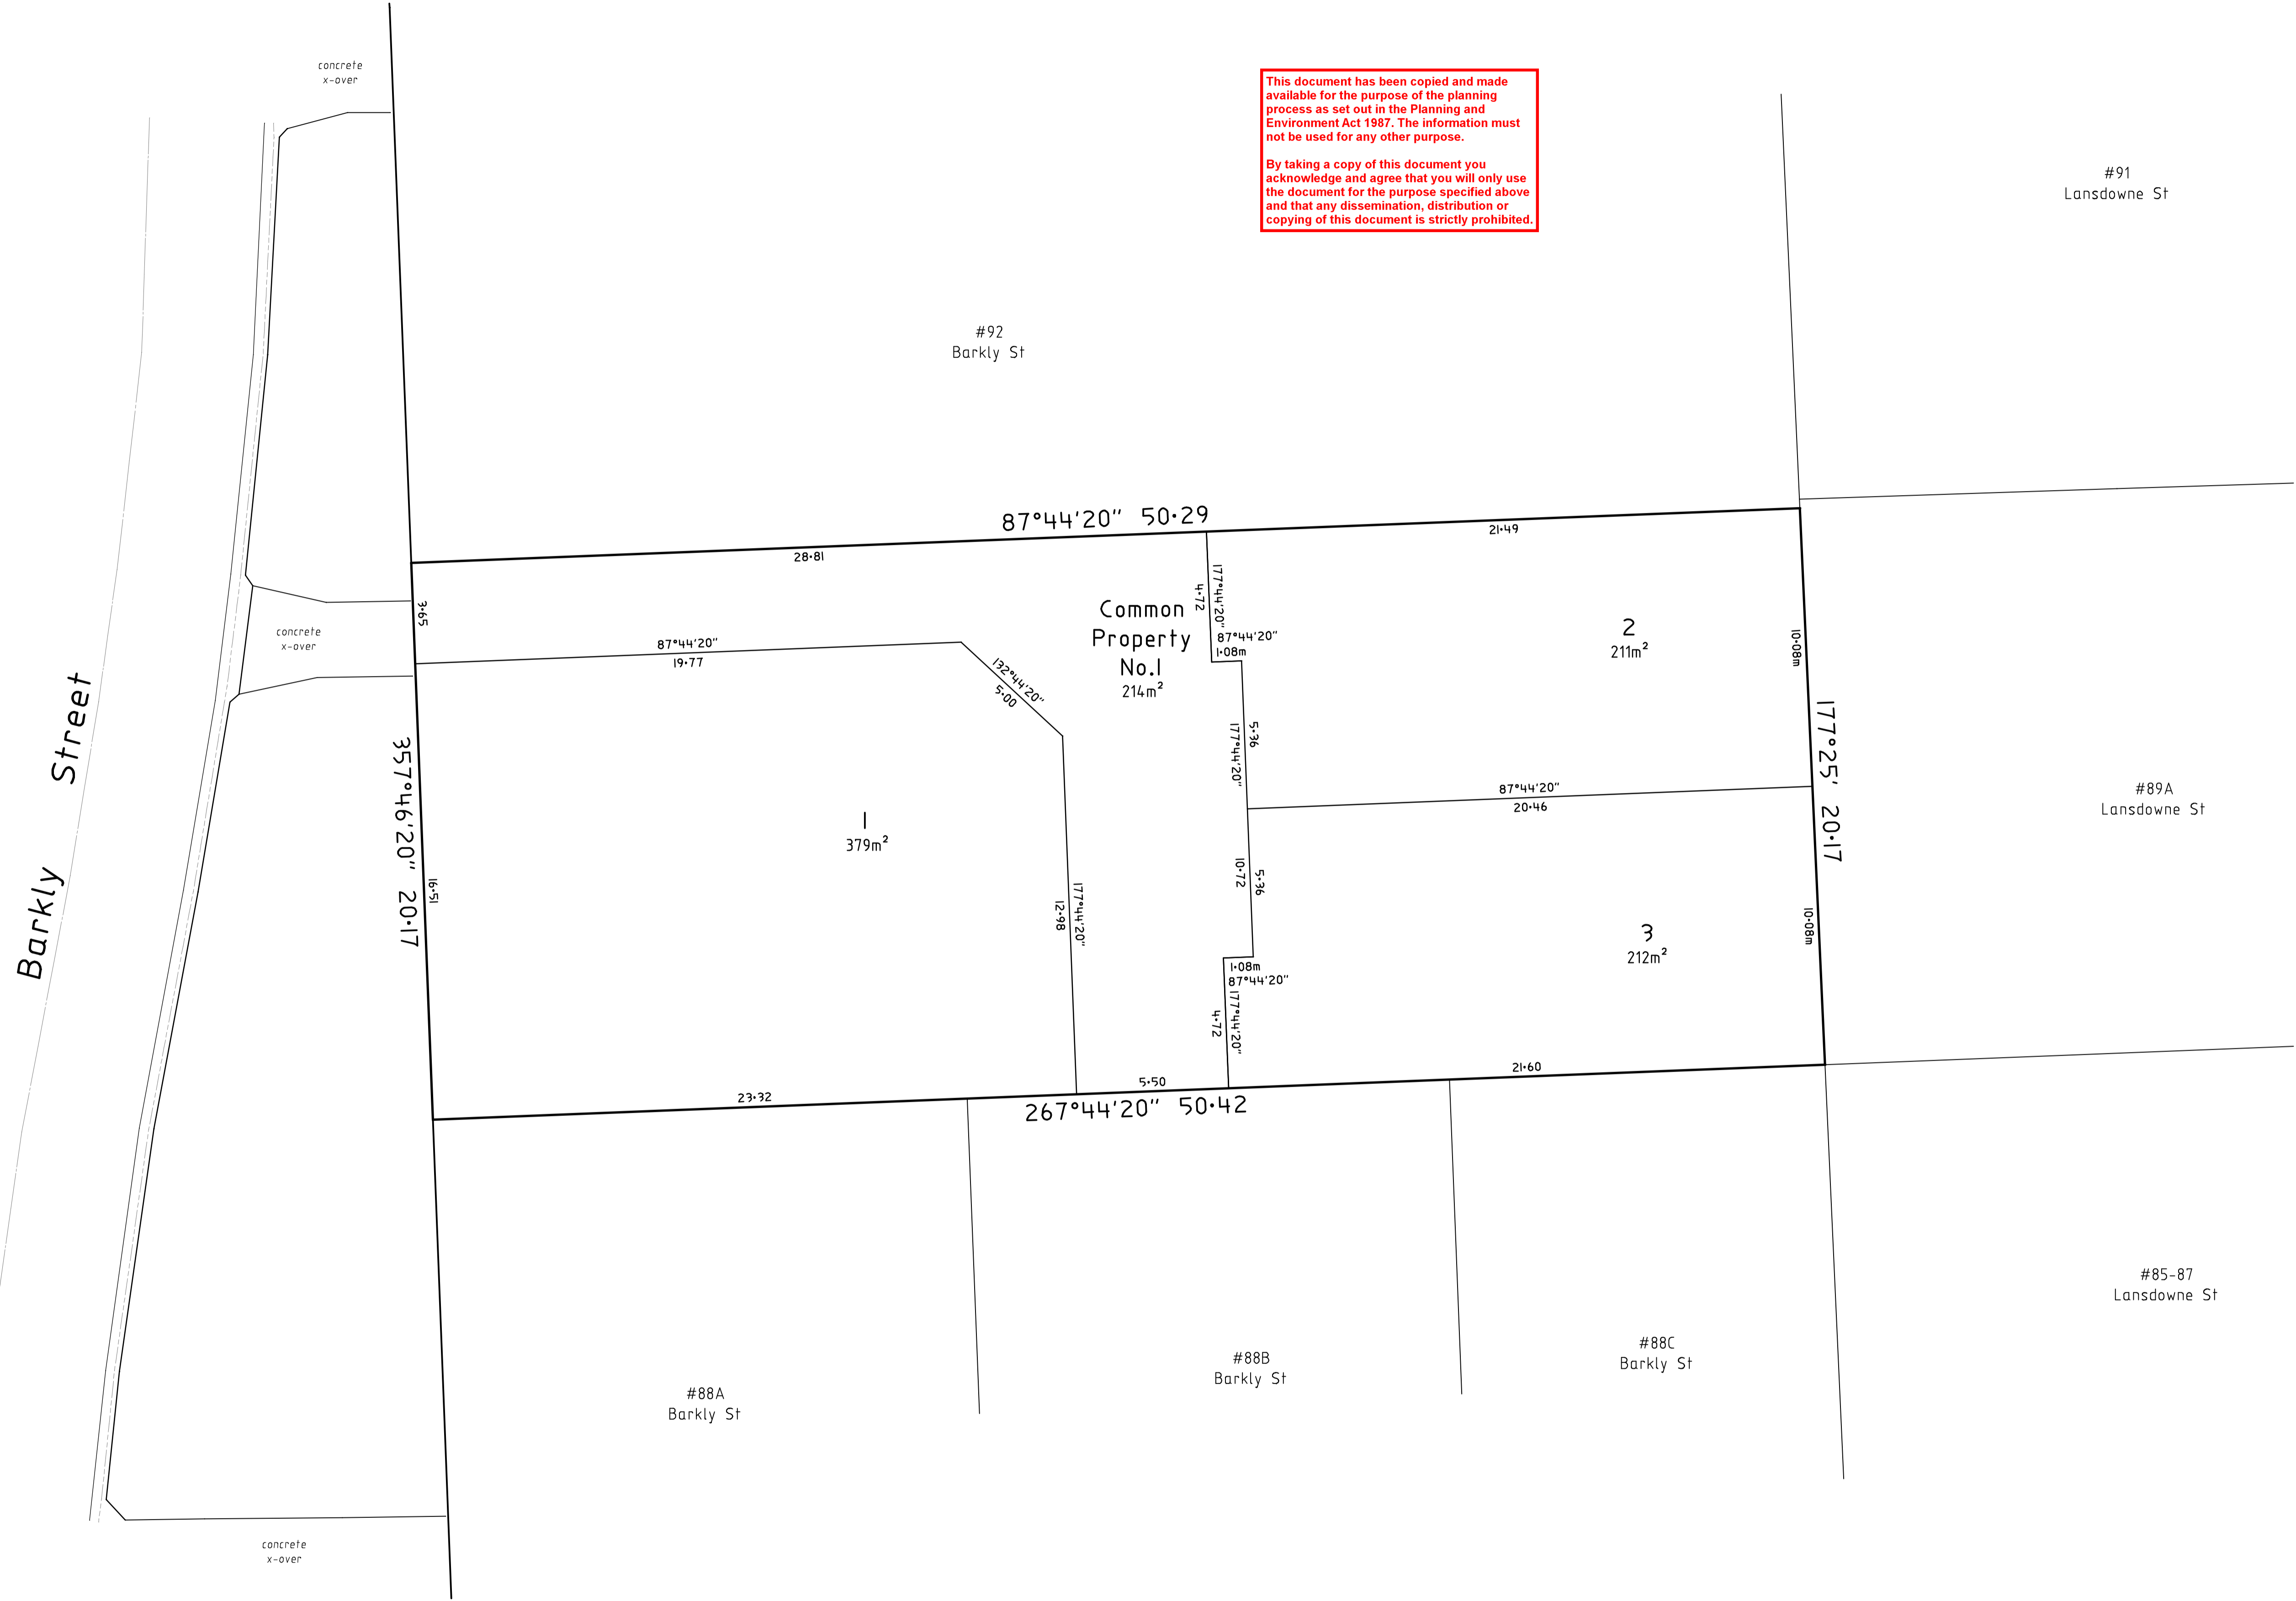 concrete
x-over
This document has been copied and made
available for the purpose of the planning
process as set out in the Planning and
Environment Act 1987. The information must
not be used for any other purpose.
By taking a copy of this document you
acknowledge and agree that you will only use
the document for the purpose specified above
and that any dissemination, distribution or
copying of this document is strictly prohibited.
#91
Lansdowne St
#92
Barkly St
87°44'20" 50·29
28·81
21·49
3·65
concrete
x-over
87°44'20"
19·77
132°44'20"
5·00
Common
Property
No.1
214m²
4·72
177°44'20"
87°44'20"
1·08m
2
211m²
10·08m
177°44'20"
5·36
Barkly Street
357°46'20" 20·17
16·51
1
379m²
87°44'20"
20·46
177°25' 20·17
#89A
Lansdowne St
10·72
5·36
12·98
177°44'20"
3
212m²
10·08m
1·08m
87°44'20"
4·72
177°44'20"
23·32
5·50
21·60
267°44'20" 50·42
#88A
Barkly St
#88B
Barkly St
#88C
Barkly St
#85-87
Lansdowne St
concrete
x-over